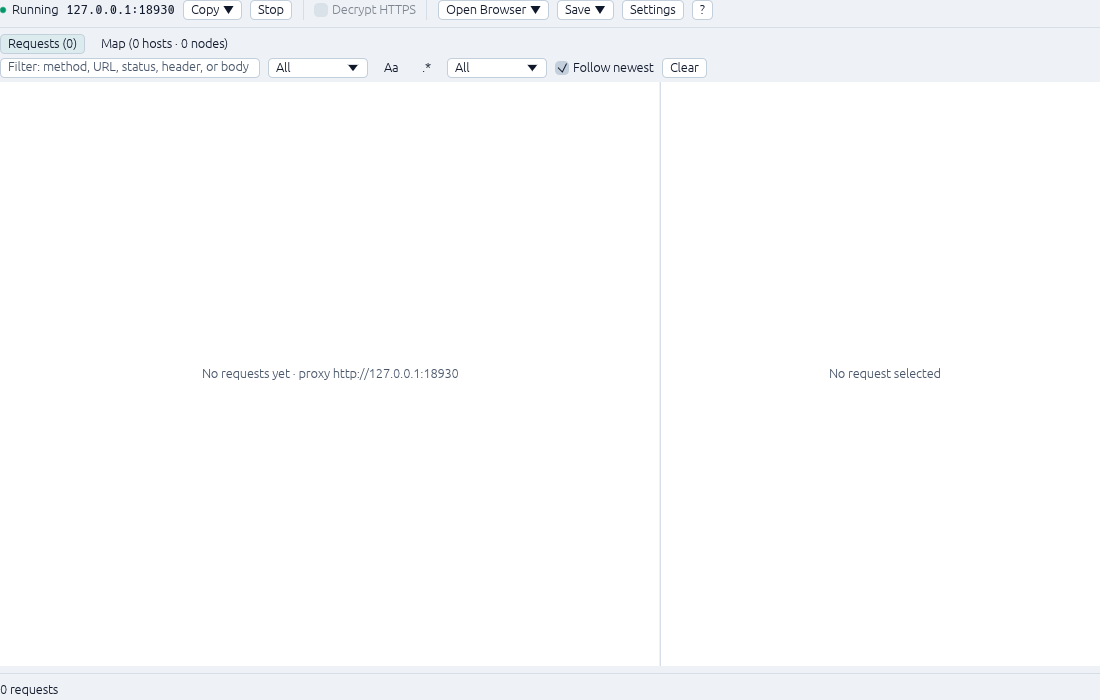 Running 127.0.0.1:18930 Copy ▼ Stop Decrypt HTTPS Open Browser ▼ Save ▼ Settings ?
Requests (0) Map (0 hosts · 0 nodes)
Filter: method, URL, status, header, or body All ▼ Aa .* All ▼ Follow newest Clear
No requests yet · proxy http://127.0.0.1:18930
No request selected
0 requests